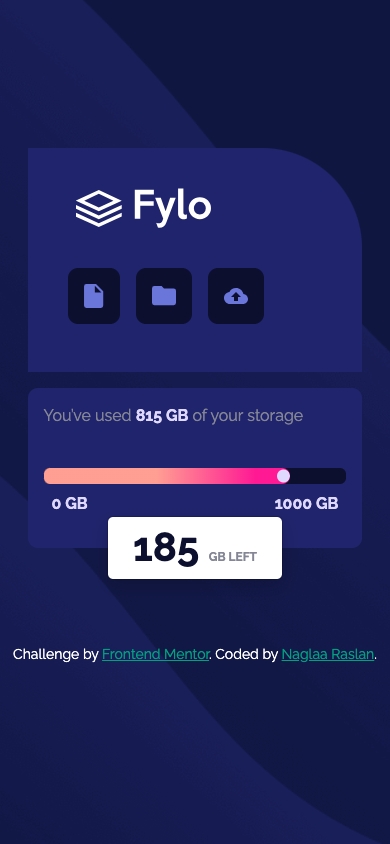 Fylo
You've used 815 GB of your storage
0 GB 1000 GB
185 GB LEFT
Challenge by Frontend Mentor. Coded by Naglaa Raslan.